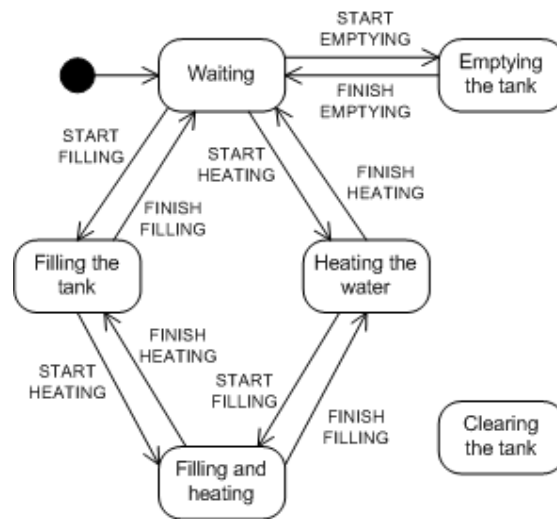 START
EMPTYING
Waiting
Emptying
the tank
FINISH
EMPTYING
START
FILLING
START
HEATING
FINISH
HEATING
FINISH
FILLING
Filling the
tank
Heating the
water
FINISH
HEATING
START
HEATING
START
FILLING
FINISH
FILLING
Clearing
the tank
Filling and
heating